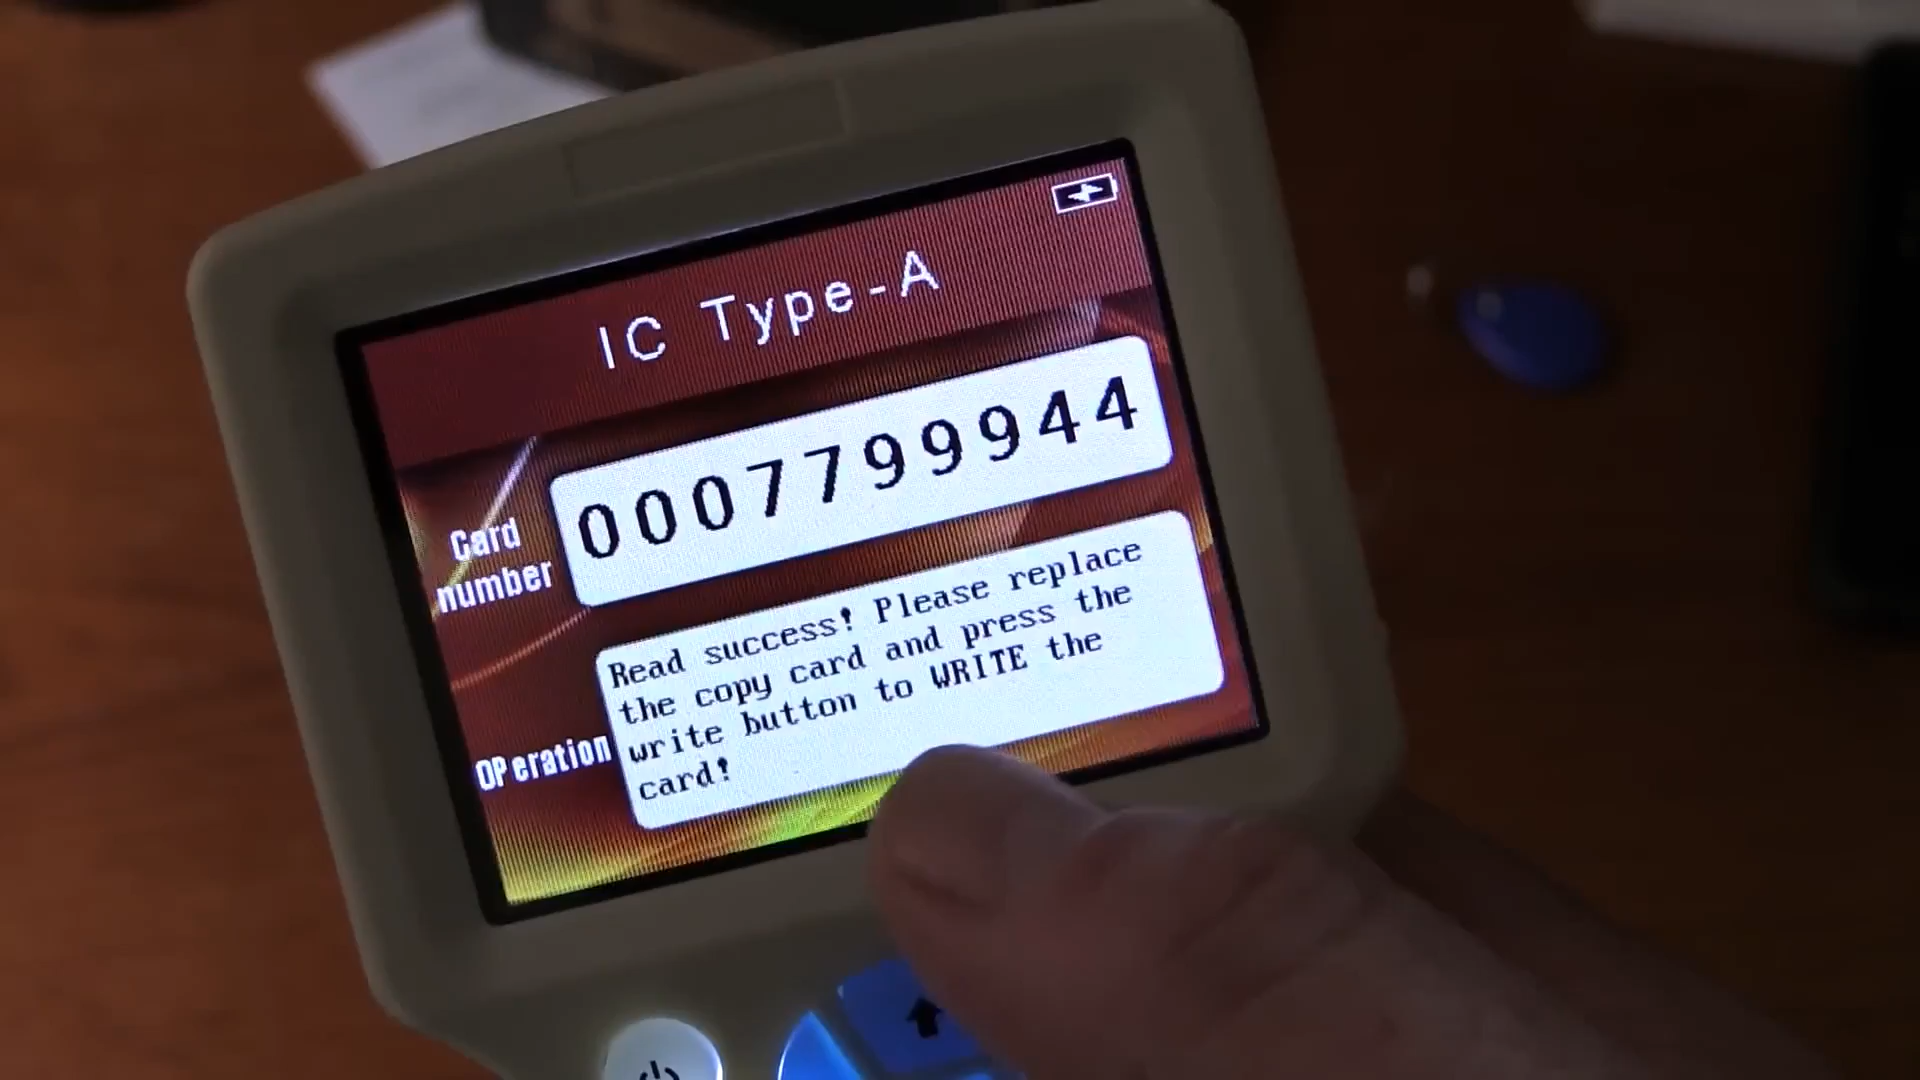 IC Type-A
Card
number
0007799944
OPeration
Read success! Please replace
the copy card and press the
write button to WRITE the
card!